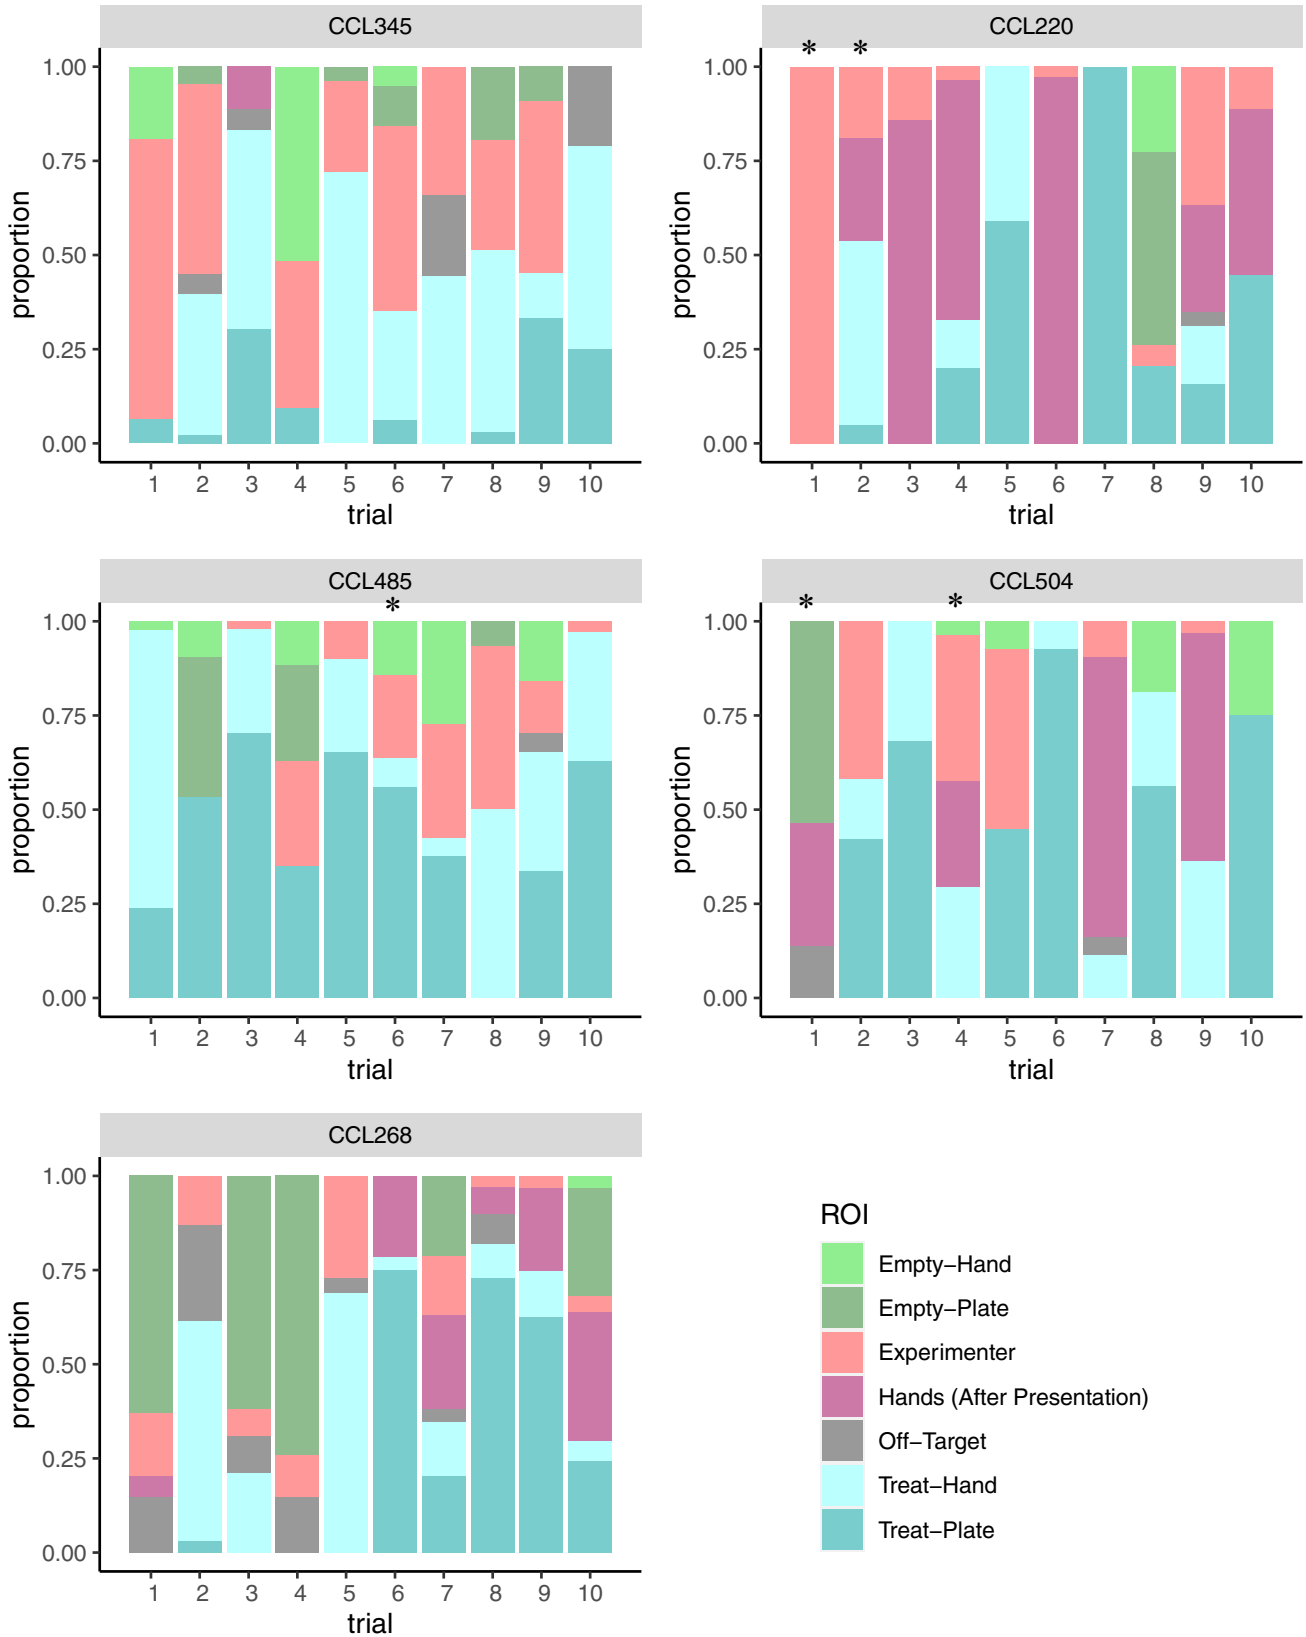 CCL345
CCL220
* *
1.00
0.75
0.50
0.25
0.00
proportion
1 2 3 4 5 6 7 8 9 10
trial
1.00
0.75
0.50
0.25
0.00
proportion
1 2 3 4 5 6 7 8 9 10
trial
CCL485
*
1.00
0.75
0.50
0.25
0.00
proportion
1 2 3 4 5 6 7 8 9 10
trial
CCL504
* *
1.00
0.75
0.50
0.25
0.00
proportion
1 2 3 4 5 6 7 8 9 10
trial
CCL268
1.00
0.75
0.50
0.25
0.00
proportion
1 2 3 4 5 6 7 8 9 10
trial
ROI
Empty−Hand
Empty−Plate
Experimenter
Hands (After Presentation)
Off−Target
Treat−Hand
Treat−Plate